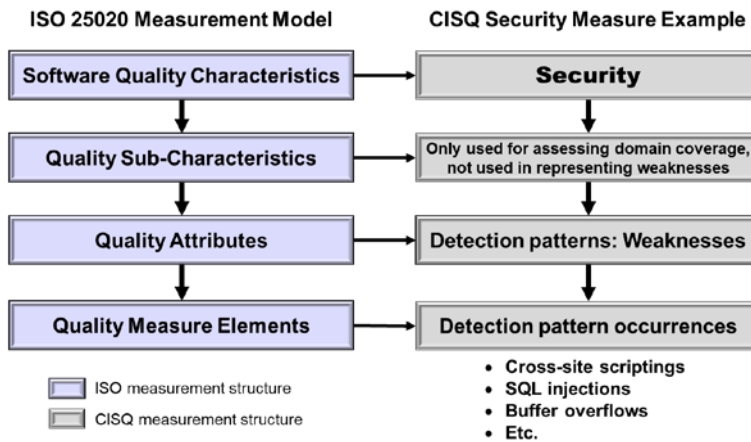 ISO 25020 Measurement Model
CISQ Security Measure Example
Software Quality Characteristics
Security
Quality Sub-Characteristics
Only used for assessing domain coverage,
not used in representing weaknesses
Quality Attributes
Detection patterns: Weaknesses
Quality Measure Elements
Detection pattern occurrences
• Cross-site scriptings
• SQL injections
• Buffer overflows
• Etc.
ISO measurement structure
CISQ measurement structure